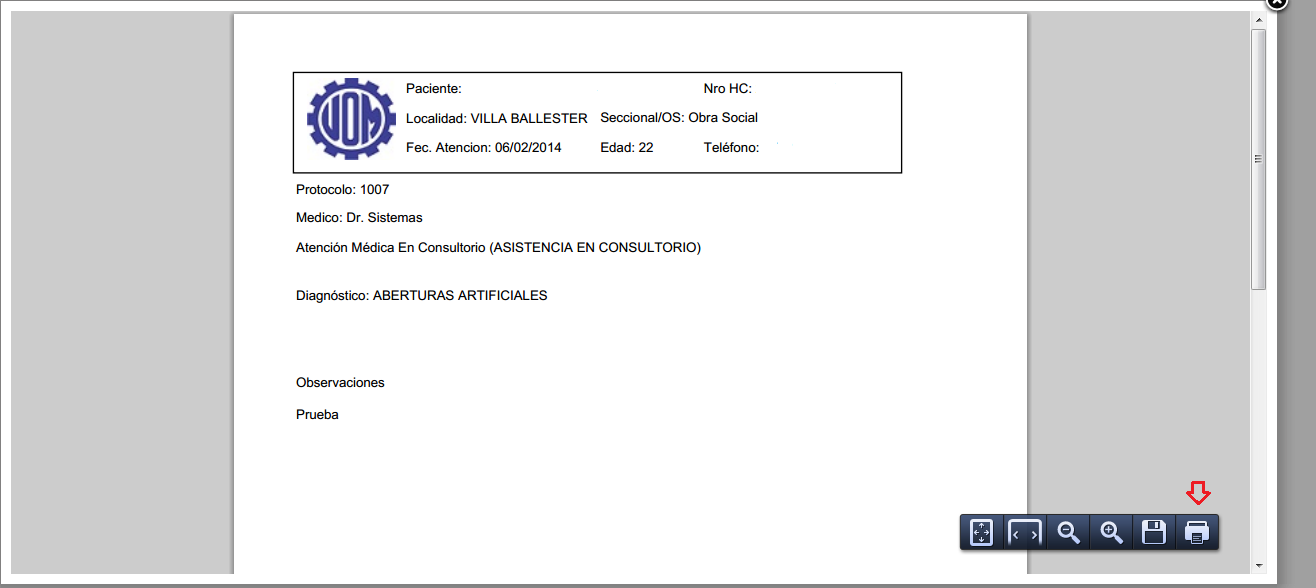 UOM
Paciente: Nro HC:
Localidad: VILLA BALLESTER Seccional/OS: Obra Social
Fec. Atencion: 06/02/2014 Edad: 22 Teléfono:
Protocolo: 1007
Medico: Dr. Sistemas
Atención Médica En Consultorio (ASISTENCIA EN CONSULTORIO)
Diagnóstico: ABERTURAS ARTIFICIALES
Observaciones
Prueba